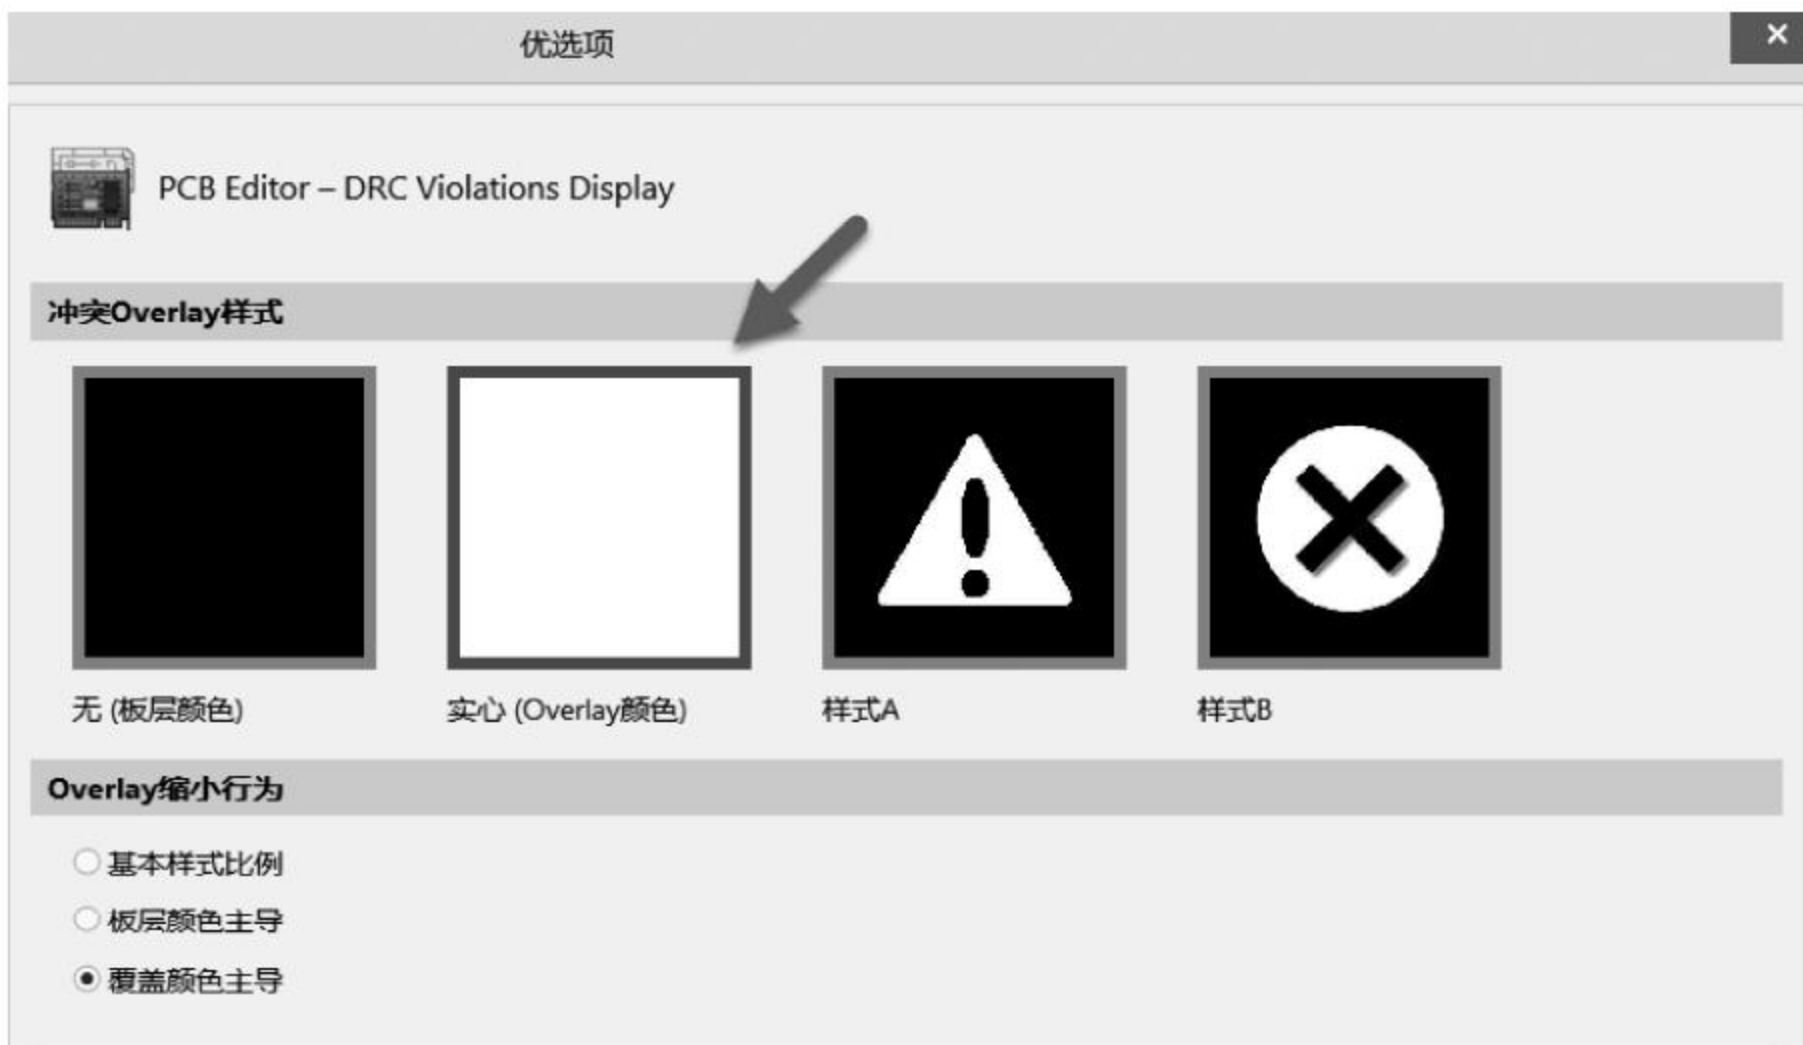 优选项
PCB Editor – DRC Violations Display
冲突Overlay样式
无 (板层颜色)
实心 (Overlay颜色)
样式A
样式B
Overlay缩小行为
基本样式比例
板层颜色主导
覆盖颜色主导